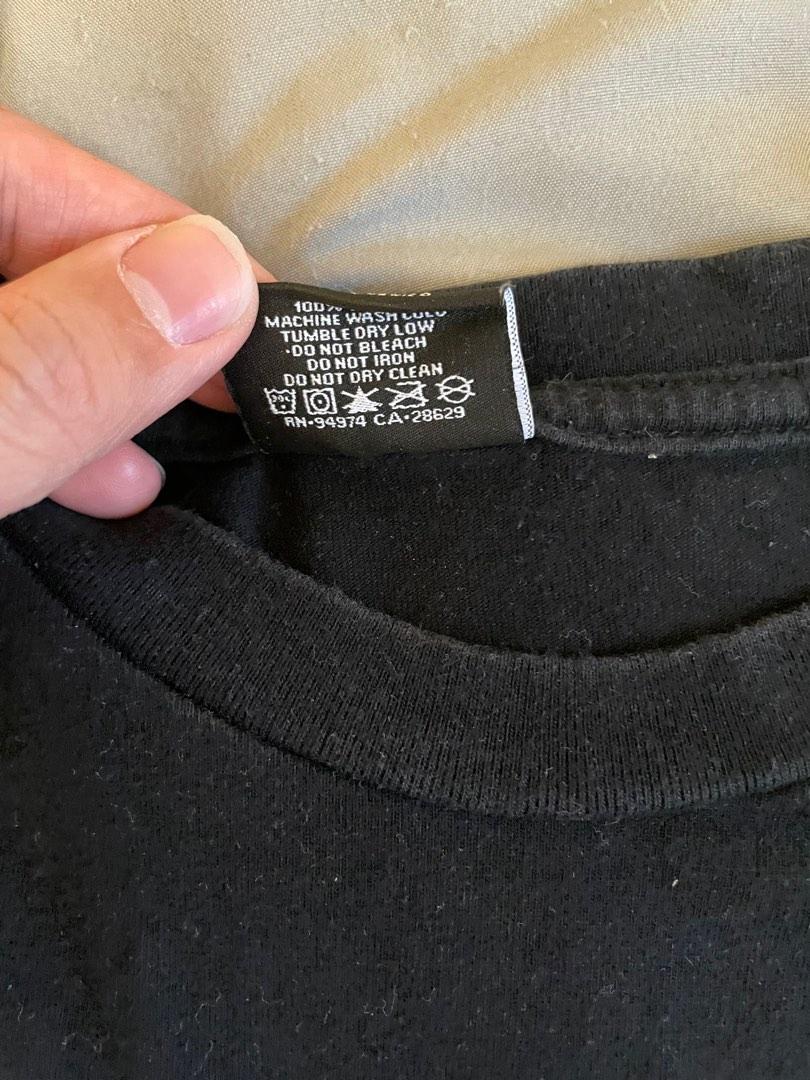 100%
MACHINE WASH COLD
TUMBLE DRY LOW
·DO NOT BLEACH
DO NOT IRON
DO NOT DRY CLEAN
RN·94974 CA·28629